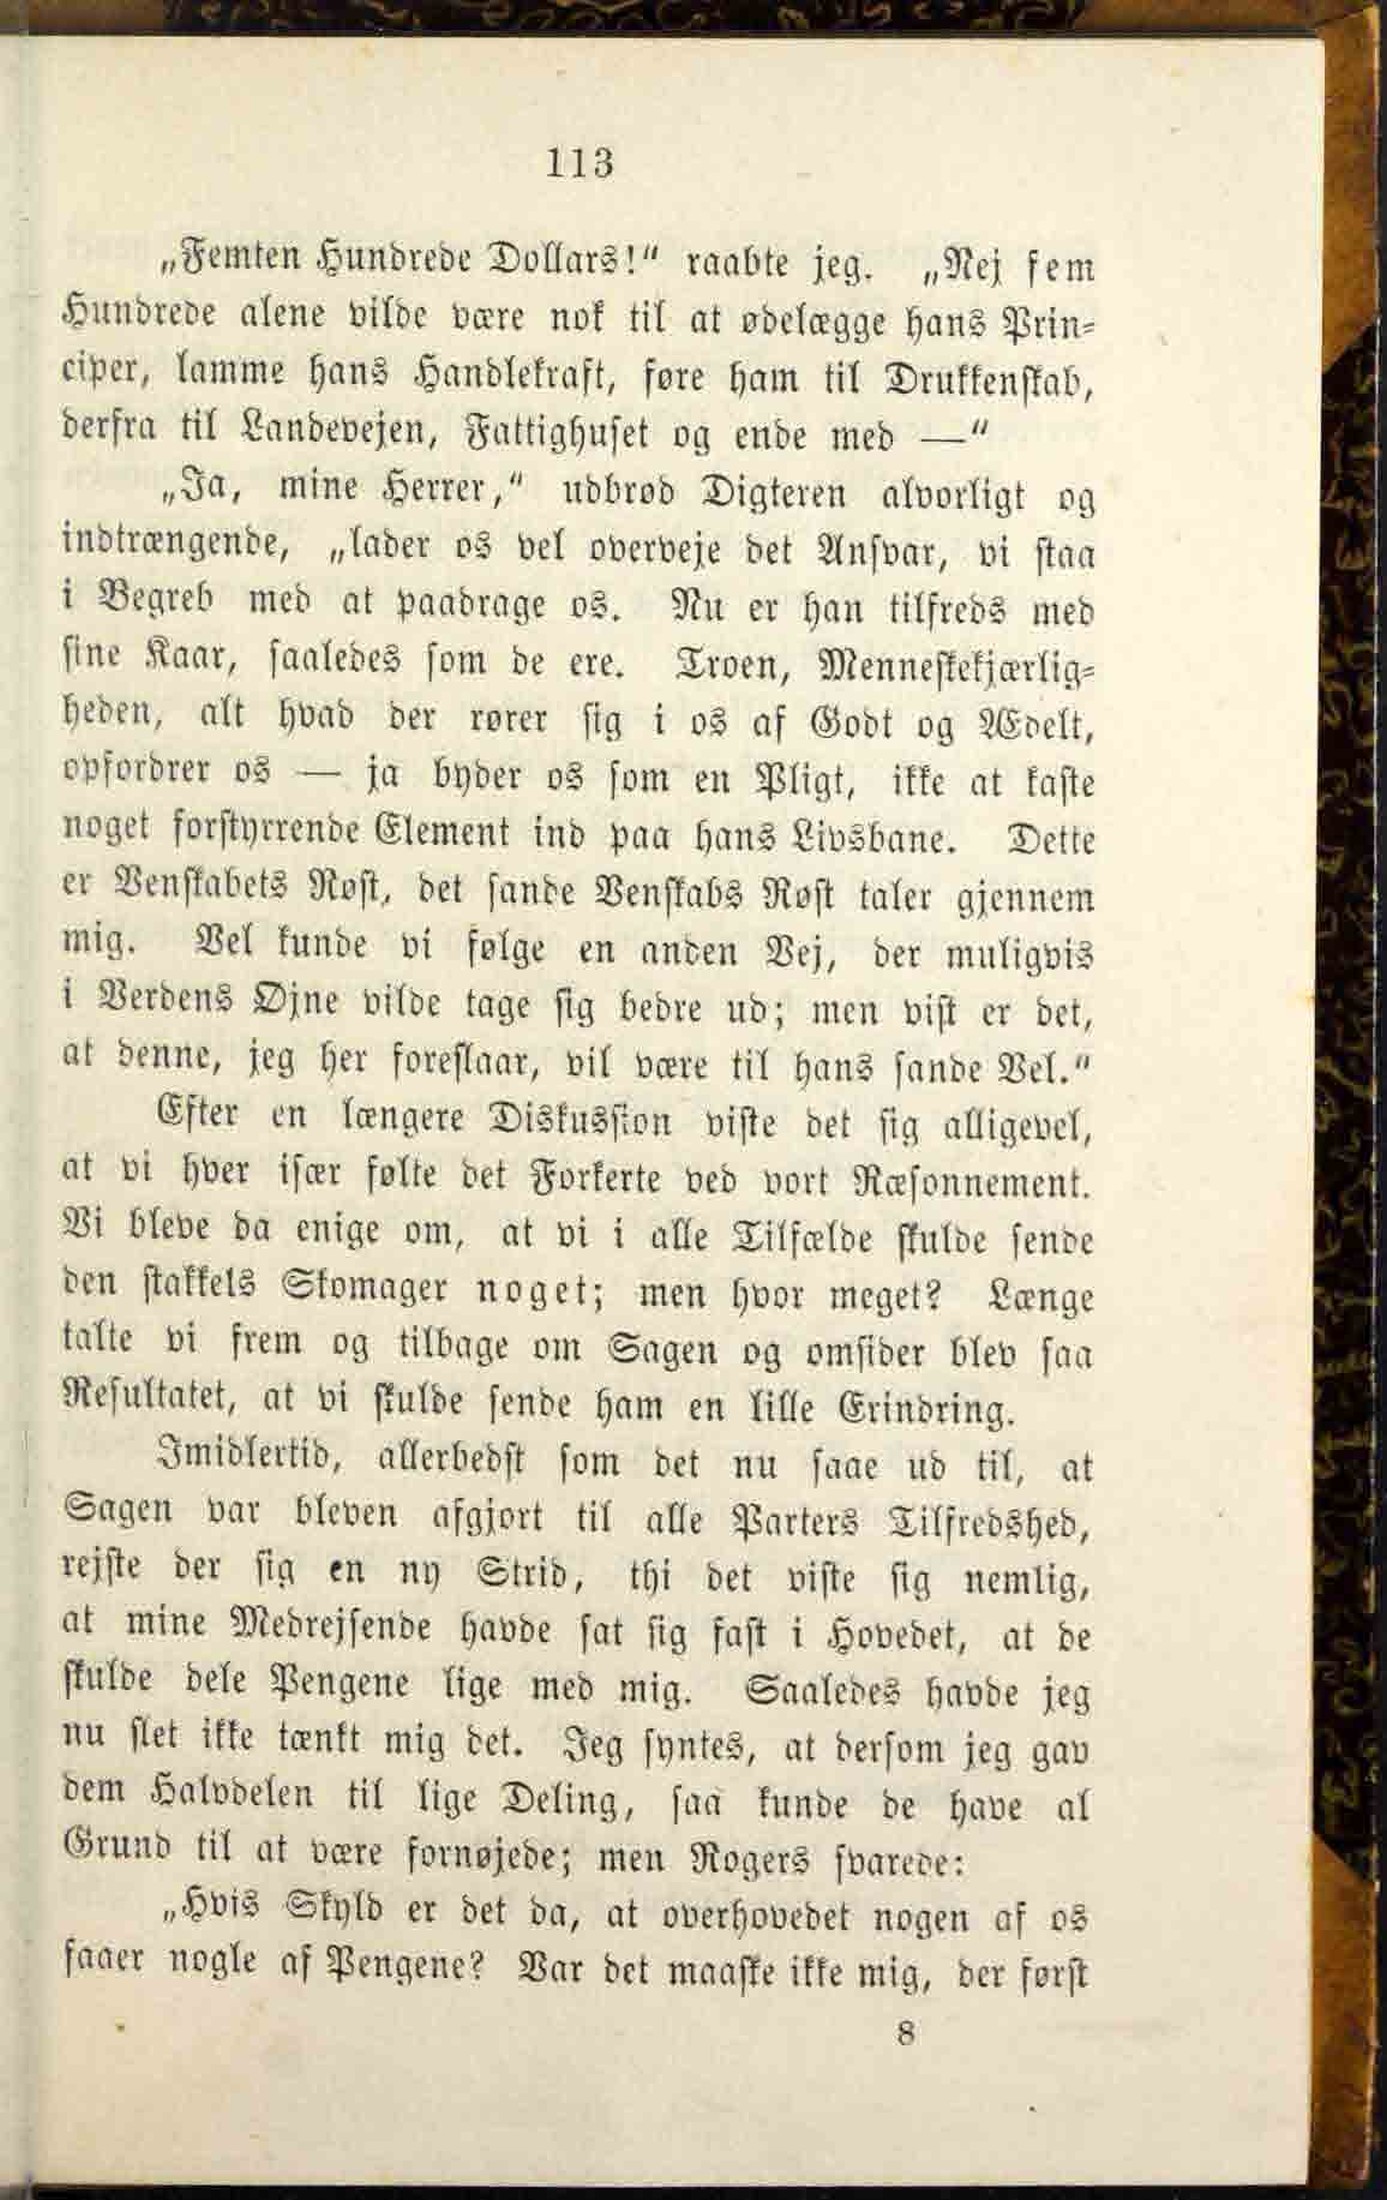 113
„Femten Hundrede Dollars!“ raabte jeg. „Nej fem
Hundrede alene vilde være nok til at ødelægge hans Prin-
ciper, lamme hans Handlekraft, føre ham til Drukkenskab,
derfra til Landevejen, Fattighuset og ende med —“
„Ja, mine Herrer,“ udbrød Digteren alvorligt og
indtrængende, „lader os vel overveje det Ansvar, vi staa
i Begreb med at paadrage os. Nu er han tilfreds med
sine Kaar, saaledes som de ere. Troen, Menneskekjærlig-
heden, alt hvad der rører sig i os af Godt og Ædelt,
opfordrer os — ja byder os som en Pligt, ikke at kaste
noget forstyrrende Element ind paa hans Livsbane. Dette
er Venskabets Røst, det sande Venskabs Røst taler gjennem
mig. Vel kunde vi følge en anden Vej, der muligvis
i Verdens Øjne vilde tage sig bedre ud; men vist er det,
at denne, jeg her foreslaar, vil være til hans sande Vel.“
Efter en længere Diskussion viste det sig alligevel,
at vi hver især følte det Forkerte ved vort Ræsonnement.
Vi bleve da enige om, at vi i alle Tilfælde skulde sende
den stakkels Skomager noget; men hvor meget? Længe
talte vi frem og tilbage om Sagen og omsider blev saa
Resultatet, at vi skulde sende ham en lille Erindring.
Imidlertid, allerbedst som det nu saae ud til, at
Sagen var bleven afgjort til alle Parters Tilfredshed,
rejste der sig en ny Strid, thi det viste sig nemlig,
at mine Medrejsende havde sat sig fast i Hovedet, at de
skulde dele Pengene lige med mig. Saaledes havde jeg
nu slet ikke tænkt mig det. Jeg syntes, at dersom jeg gav
dem Halvdelen til lige Deling, saa kunde de have al
Grund til at være fornøjede; men Rogers svarede:
„Hvis Skyld er det da, at overhovedet nogen af os
faaer nogle af Pengene? Var det maaske ikke mig, der først
8